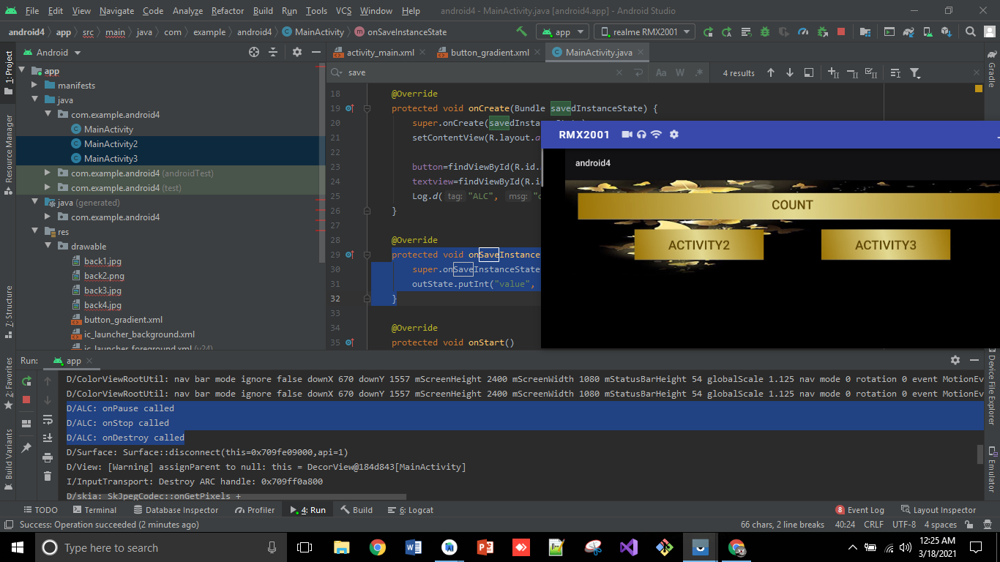 File Edit View Navigate Code Analyze Refactor Build Run Tools VCS Window Help android4 - MainActivity.java [android4.app] - Android Studio
android4 app src main java com example android4 MainActivity onSaveInstanceState app realme RMX2001
Android
activity_main.xml button_gradient.xml MainActivity.java
save Aa W .* 4 results
1: Project
Resource Manager
7: Structure
2: Favorites
Build Variants
Gradle
Device File Explorer
Emulator
app
manifests
java
com.example.android4
MainActivity
MainActivity2
MainActivity3
com.example.android4 (androidTest)
com.example.android4 (test)
java (generated)
com.example.android4
res
drawable
back1.jpg
back2.png
back3.jpg
back4.jpg
button_gradient.xml
ic_launcher_background.xml
ic_launcher_foreground.xml (v24)
18 @Override
19 protected void onCreate(Bundle savedInstanceState) {
20 super.onCreate(savedInstanceState);
21 setContentView(R.layout.a
22
23 button=findViewById(R.id.
24 textview=findViewById(R.i
25 Log.d( tag: "ALC", msg: "
26 }
27
28 @Override
29 protected void onSaveInstance
30 super.onSaveInstanceState
31 outState.putInt("value",
32 }
33
34 @Override
35 protected void onStart()
RMX2001
android4
COUNT
ACTIVITY2 ACTIVITY3
Run: app
D/ColorViewRootUtil: nav bar mode ignore false downX 670 downY 1557 mScreenHeight 2400 mScreenWidth 1080 mStatusBarHeight 54 globalScale 1.125 nav mode 0 rotation 0 event MotionEv
D/ColorViewRootUtil: nav bar mode ignore false downX 670 downY 1557 mScreenHeight 2400 mScreenWidth 1080 mStatusBarHeight 54 globalScale 1.125 nav mode 0 rotation 0 event MotionEv
D/ALC: onPause called
D/ALC: onStop called
D/ALC: onDestroy called
D/Surface: Surface::disconnect(this=0x709fe09000,api=1)
D/View: [Warning] assignParent to null: this = DecorView@184d843[MainActivity]
I/InputTransport: Destroy ARC handle: 0x709ff0a800
D/skia: SkJpegCodec::onGetPixels +
TODO Terminal Database Inspector Profiler 4: Run Build 6: Logcat 8 Event Log Layout Inspector
Success: Operation succeeded (2 minutes ago) 66 chars, 2 line breaks 40:24 CRLF UTF-8 4 spaces
Type here to search
12:25 AM
3/18/2021